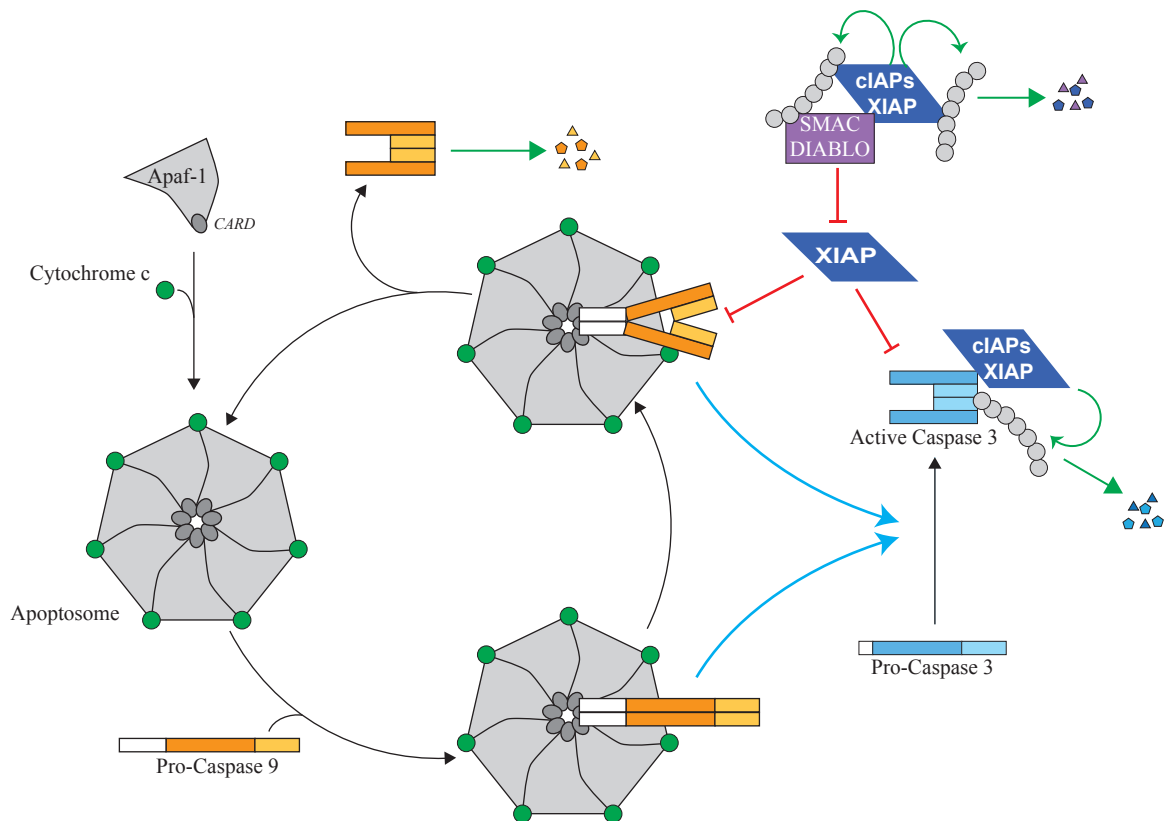 cIAPs
XIAP
SMAC
DIABLO
Apaf-1
CARD
XIAP
Cytochrome c
cIAPs
XIAP
Active Caspase 3
Apoptosome
Pro-Caspase 3
Pro-Caspase 9